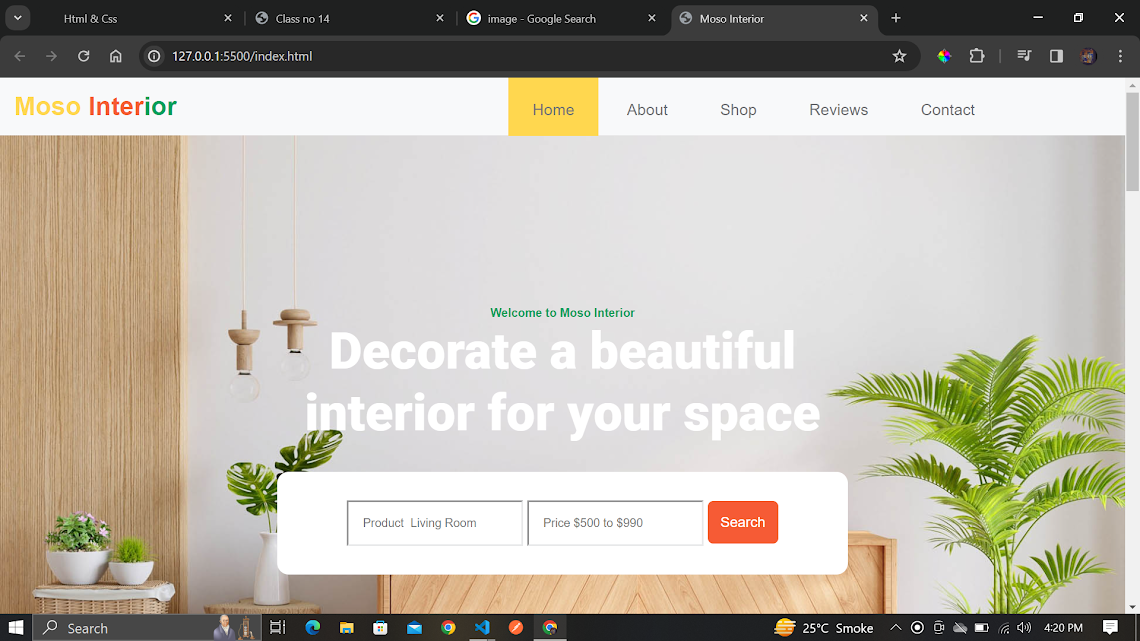 Html & Css
Class no 14
image - Google Search
Moso Interior
127.0.0.1:5500/index.html
Moso Interior
Home
About
Shop
Reviews
Contact
Welcome to Moso Interior
Decorate a beautiful
interior for your space
Product Living Room
Price $500 to $990
Search
Search
25°C Smoke
4:20 PM